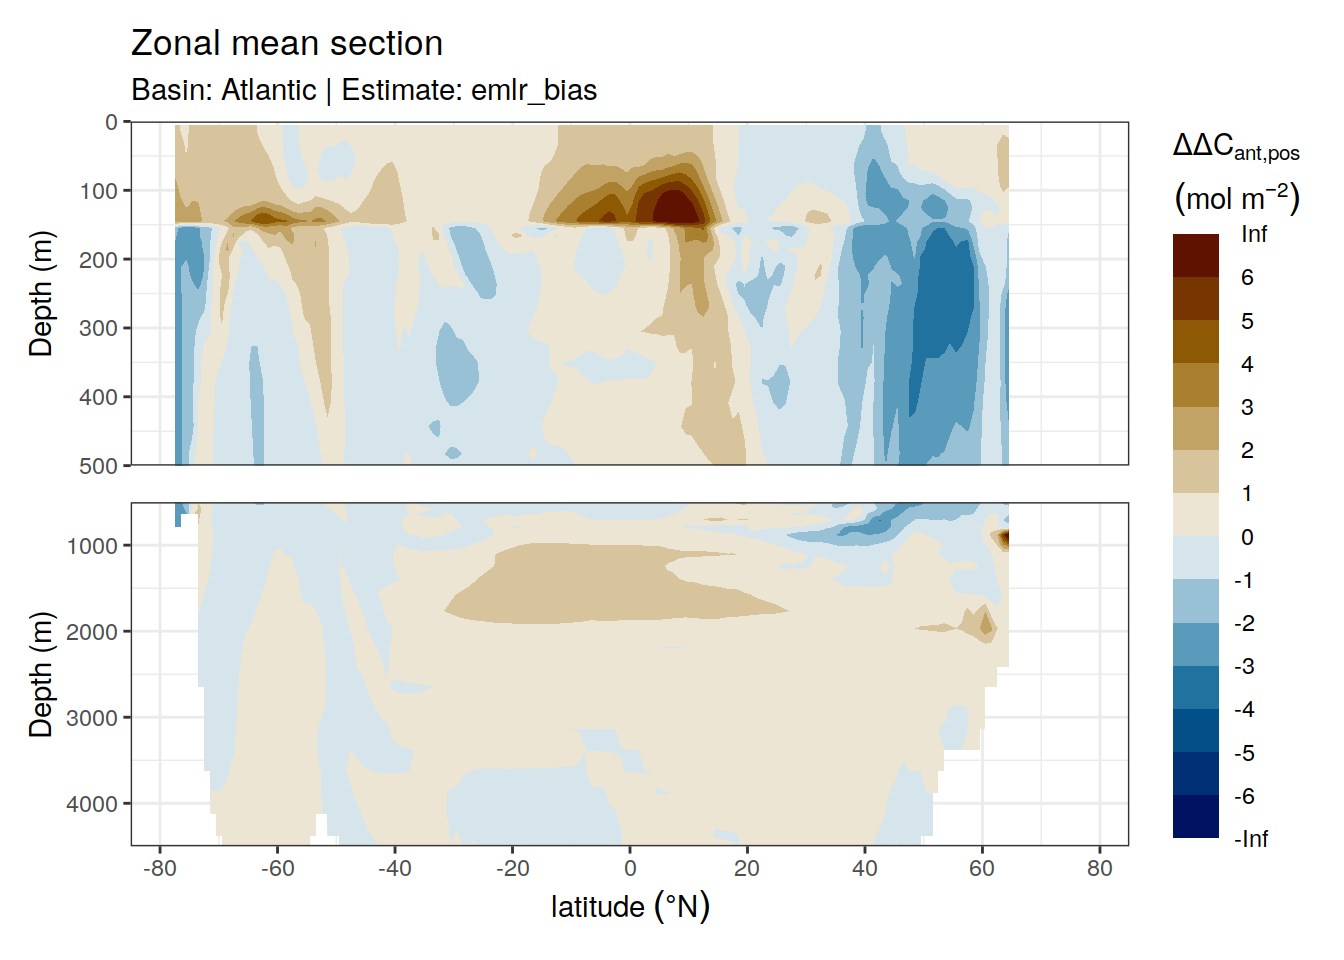 Zonal mean section
Basin: Atlantic | Estimate: emlr_bias
0
100
200
300
400
500
Depth (m)
1000
2000
3000
4000
Depth (m)
-80 -60 -40 -20 0 20 40 60 80
latitude (°N)
ΔΔCant,pos
(mol m−2)
Inf
6
5
4
3
2
1
0
-1
-2
-3
-4
-5
-6
-Inf